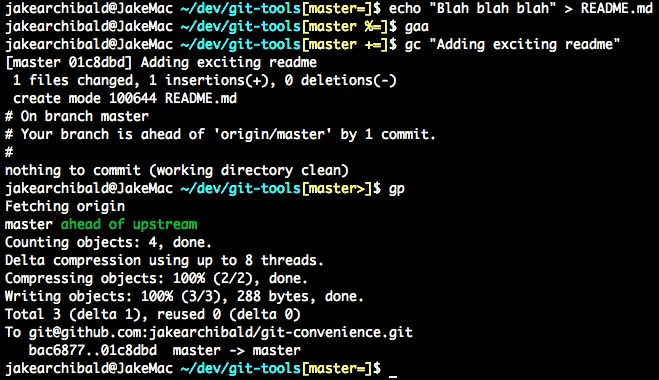 jakearchibald@JakeMac ~/dev/git-tools[master=]$ echo "Blah blah blah" > README.md
jakearchibald@JakeMac ~/dev/git-tools[master %=]$ gaa
jakearchibald@JakeMac ~/dev/git-tools[master +=]$ gc "Adding exciting readme"
[master 01c8dbd] Adding exciting readme
 1 files changed, 1 insertions(+), 0 deletions(-)
 create mode 100644 README.md
# On branch master
# Your branch is ahead of 'origin/master' by 1 commit.
#
nothing to commit (working directory clean)
jakearchibald@JakeMac ~/dev/git-tools[master>]$ gp
Fetching origin
master ahead of upstream
Counting objects: 4, done.
Delta compression using up to 8 threads.
Compressing objects: 100% (2/2), done.
Writing objects: 100% (3/3), 288 bytes, done.
Total 3 (delta 1), reused 0 (delta 0)
To git@github.com:jakearchibald/git-convenience.git
   bac6877..01c8dbd  master -> master
jakearchibald@JakeMac ~/dev/git-tools[master=]$ _